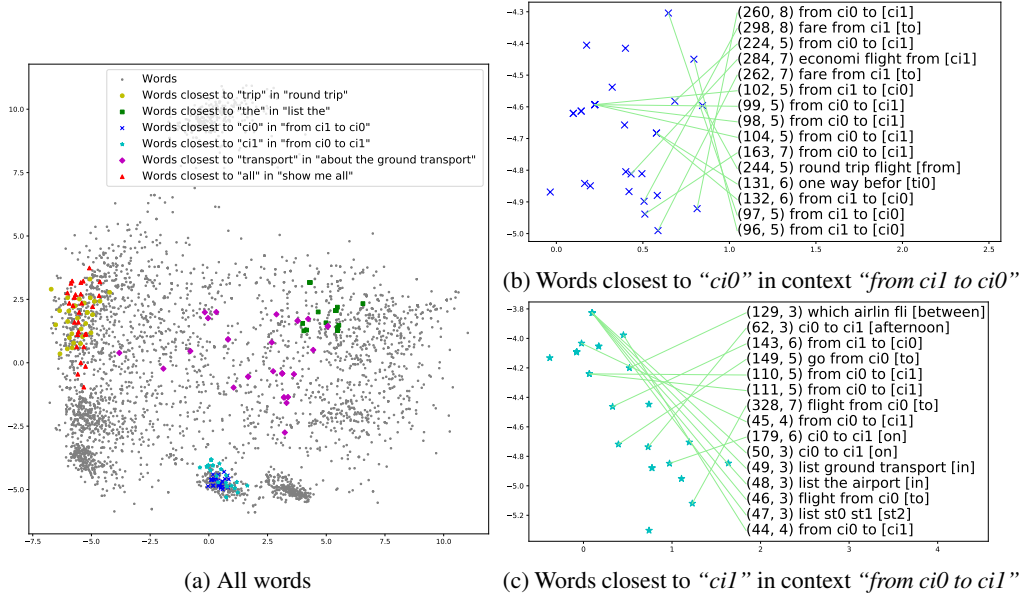 Words
Words closest to "trip" in "round trip"
Words closest to "the" in "list the"
Words closest to "ci0" in "from ci1 to ci0"
Words closest to "ci1" in "from ci0 to ci1"
Words closest to "transport" in "about the ground transport"
Words closest to "all" in "show me all"
10.0
7.5
5.0
2.5
0.0
−2.5
−5.0
−7.5
−5.0
−2.5
0.0
2.5
5.0
7.5
10.0
(a) All words
−4.3
−4.4
−4.5
−4.6
−4.7
−4.8
−4.9
−5.0
0.0
0.5
1.0
1.5
2.0
2.5
(260, 8) from ci0 to [ci1]
(298, 8) fare from ci1 [to]
(224, 5) from ci0 to [ci1]
(284, 7) economi flight from [ci1]
(262, 7) fare from ci1 [to]
(102, 5) from ci1 to [ci0]
(99, 5) from ci0 to [ci1]
(98, 5) from ci0 to [ci1]
(104, 5) from ci0 to [ci1]
(163, 7) from ci0 to [ci1]
(244, 5) round trip flight [from]
(131, 6) one way befor [ti0]
(132, 6) from ci1 to [ci0]
(97, 5) from ci1 to [ci0]
(96, 5) from ci1 to [ci0]
(b) Words closest to “ci0” in context “from ci1 to ci0”
−3.8
−4.0
−4.2
−4.4
−4.6
−4.8
−5.0
−5.2
0
1
2
3
4
(129, 3) which airlin fli [between]
(62, 3) ci0 to ci1 [afternoon]
(143, 6) from ci1 to [ci0]
(149, 5) go from ci0 [to]
(110, 5) from ci0 to [ci1]
(111, 5) from ci0 to [ci1]
(328, 7) flight from ci0 [to]
(45, 4) from ci0 to [ci1]
(179, 6) ci0 to ci1 [on]
(50, 3) ci0 to ci1 [on]
(49, 3) list ground transport [in]
(48, 3) list the airport [in]
(46, 3) flight from ci0 [to]
(47, 3) list st0 st1 [st2]
(44, 4) from ci0 to [ci1]
(c) Words closest to “ci1” in context “from ci0 to ci1”